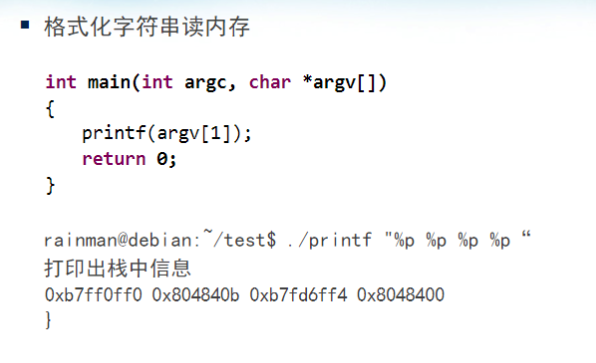 ▪ 格式化字符串读内存
int main(int argc, char *argv[])
{
printf(argv[1]);
return 0;
}
rainman@debian:~/test$ ./printf "%p %p %p %p “
打印出栈中信息
0xb7ff0ff0 0x804840b 0xb7fd6ff4 0x8048400
}